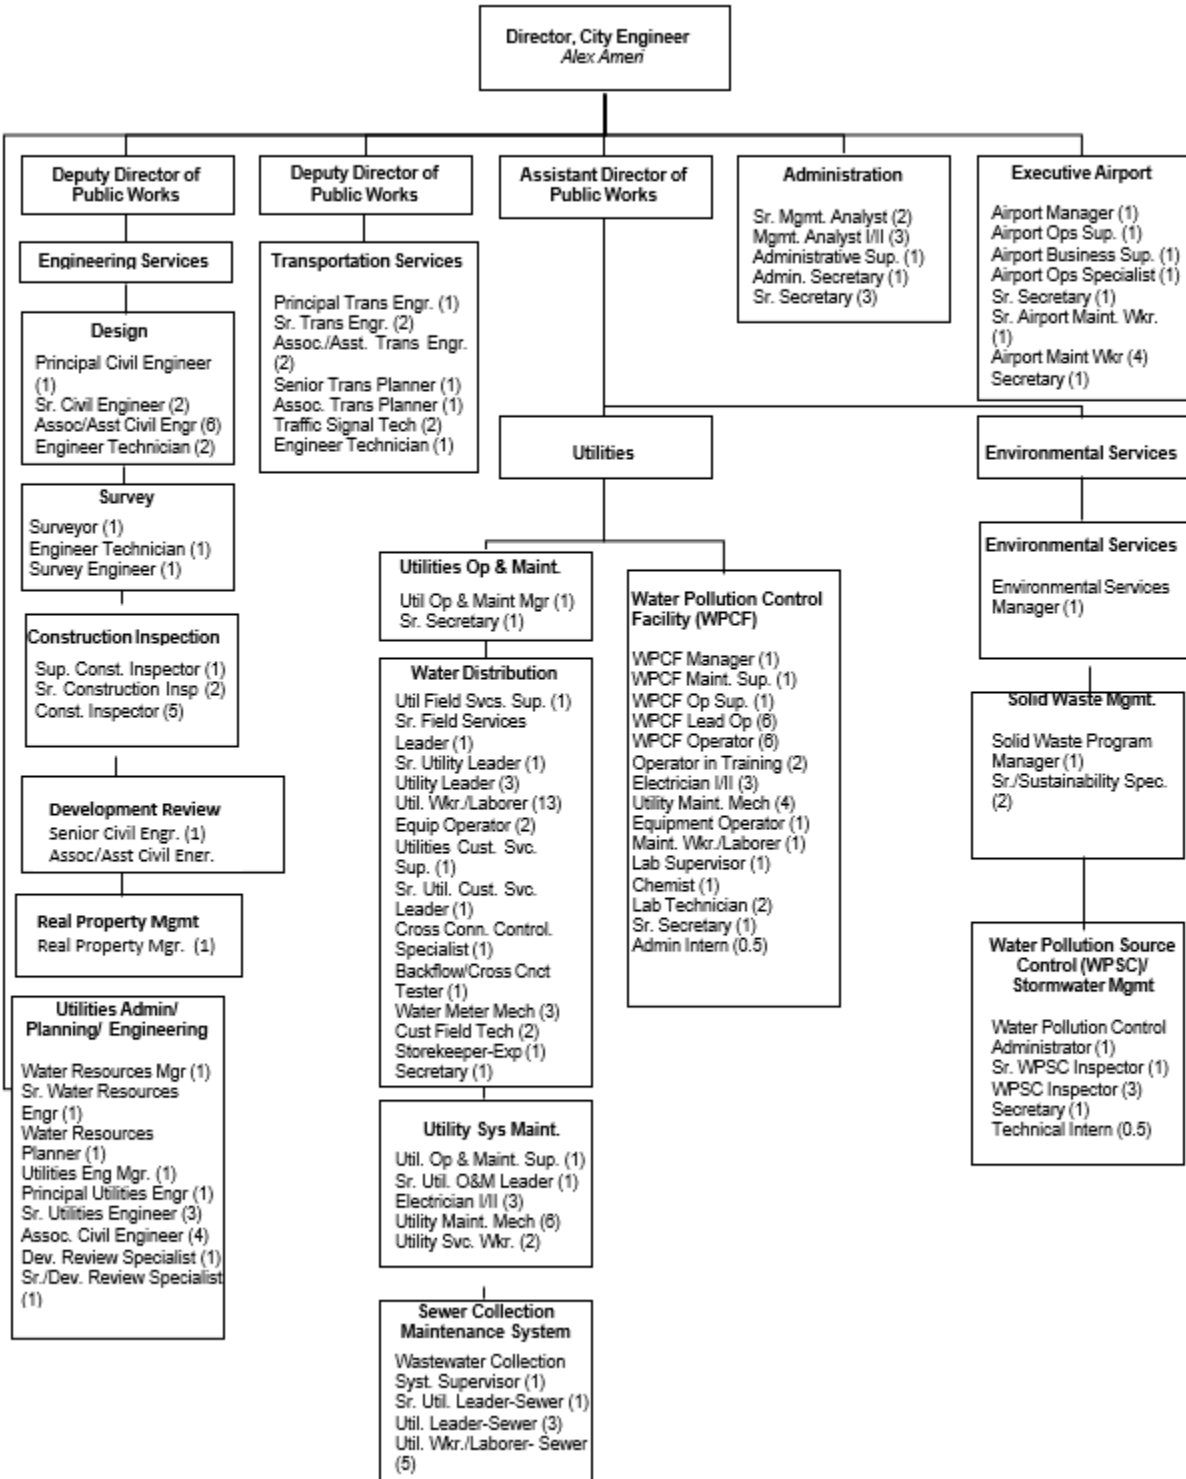 Director, City Engineer
Alex Ameri
Deputy Director of
Public Works
Engineering Services
Design
Principal Civil Engineer
(1)
Sr. Civil Engineer (2)
Assoc/Asst Civil Engr (6)
Engineer Technician (2)
Survey
Surveyor (1)
Engineer Technician (1)
Survey Engineer (1)
Construction Inspection
Sup. Const. Inspector (1)
Sr. Construction Insp (2)
Const. Inspector (5)
Development Review
Senior Civil Engr. (1)
Assoc/Asst Civil Engr.
Real Property Mgmt
Real Property Mgr. (1)
Utilities Admin/
Planning/ Engineering
Water Resources Mgr (1)
Sr. Water Resources
Engr (1)
Water Resources
Planner (1)
Utilities Eng Mgr. (1)
Principal Utilities Engr (1)
Sr. Utilities Engineer (3)
Assoc. Civil Engineer (4)
Dev. Review Specialist (1)
Sr./Dev. Review Specialist
(1)
Deputy Director of
Public Works
Transportation Services
Principal Trans Engr. (1)
Sr. Trans Engr. (2)
Assoc./Asst. Trans Engr.
(2)
Senior Trans Planner (1)
Assoc. Trans Planner (1)
Traffic Signal Tech (2)
Engineer Technician (1)
Assistant Director of
Public Works
Utilities
Utilities Op & Maint.
Util Op & Maint Mgr (1)
Sr. Secretary (1)
Water Distribution
Util Field Svcs. Sup. (1)
Sr. Field Services
Leader (1)
Sr. Utility Leader (1)
Utility Leader (3)
Util. Wkr./Laborer (13)
Equip Operator (2)
Utilities Cust. Svc.
Sup. (1)
Sr. Util. Cust. Svc.
Leader (1)
Cross Conn. Control.
Specialist (1)
Backflow/Cross Cnct
Tester (1)
Water Meter Mech (3)
Cust Field Tech (2)
Storekeeper-Exp (1)
Secretary (1)
Utility Sys Maint.
Util. Op & Maint. Sup. (1)
Sr. Util. O&M Leader (1)
Electrician I/II (3)
Utility Maint. Mech (6)
Utility Svc. Wkr. (2)
Sewer Collection
Maintenance System
Wastewater Collection
Syst. Supervisor (1)
Sr. Util. Leader-Sewer (1)
Util. Leader-Sewer (3)
Util. Wkr./Laborer- Sewer
(5)
Water Pollution Control
Facility (WPCF)
WPCF Manager (1)
WPCF Maint. Sup. (1)
WPCF Op Sup. (1)
WPCF Lead Op (6)
WPCF Operator (6)
Operator in Training (2)
Electrician I/II (3)
Utility Maint. Mech (4)
Equipment Operator (1)
Maint. Wkr./Laborer (1)
Lab Supervisor (1)
Chemist (1)
Lab Technician (2)
Sr. Secretary (1)
Admin Intern (0.5)
Administration
Sr. Mgmt. Analyst (2)
Mgmt. Analyst I/II (3)
Administrative Sup. (1)
Admin. Secretary (1)
Sr. Secretary (3)
Executive Airport
Airport Manager (1)
Airport Ops Sup. (1)
Airport Business Sup. (1)
Airport Ops Specialist (1)
Sr. Secretary (1)
Sr. Airport Maint. Wkr.
(1)
Airport Maint Wkr (4)
Secretary (1)
Environmental Services
Environmental Services
Environmental Services
Manager (1)
Solid Waste Mgmt.
Solid Waste Program
Manager (1)
Sr./Sustainability Spec.
(2)
Water Pollution Source
Control (WPSC)/
Stormwater Mgmt
Water Pollution Control
Administrator (1)
Sr. WPSC Inspector (1)
WPSC Inspector (3)
Secretary (1)
Technical Intern (0.5)